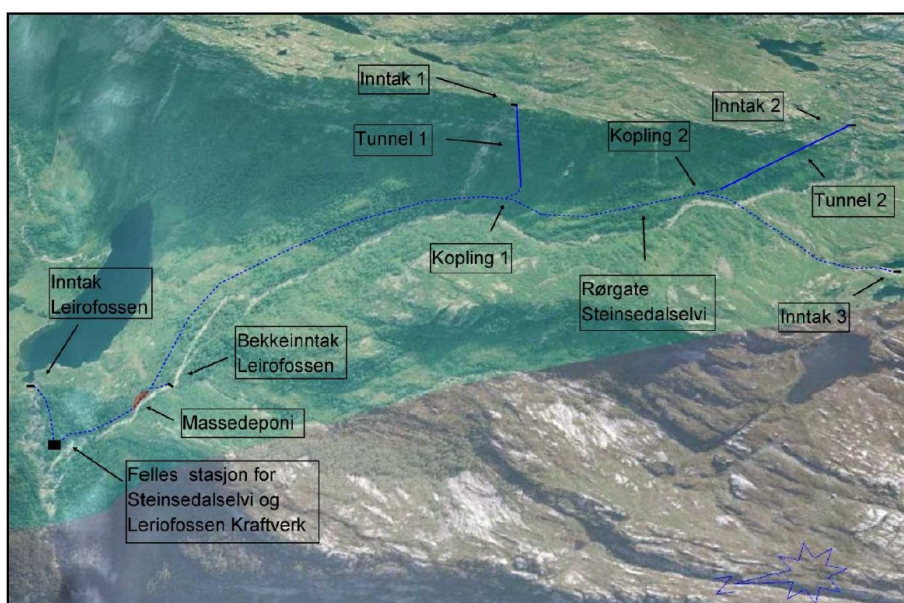 Inntak 1
Inntak 2
Tunnel 1
Kopling 2
Tunnel 2
Kopling 1
Inntak
Leirofossen
Rørgate
Steinsedalselvi
Inntak 3
Bekkeinntak
Leirofossen
Massedeponi
Felles stasjon for
Steinsedalselvi og
Leriofossen Kraftverk